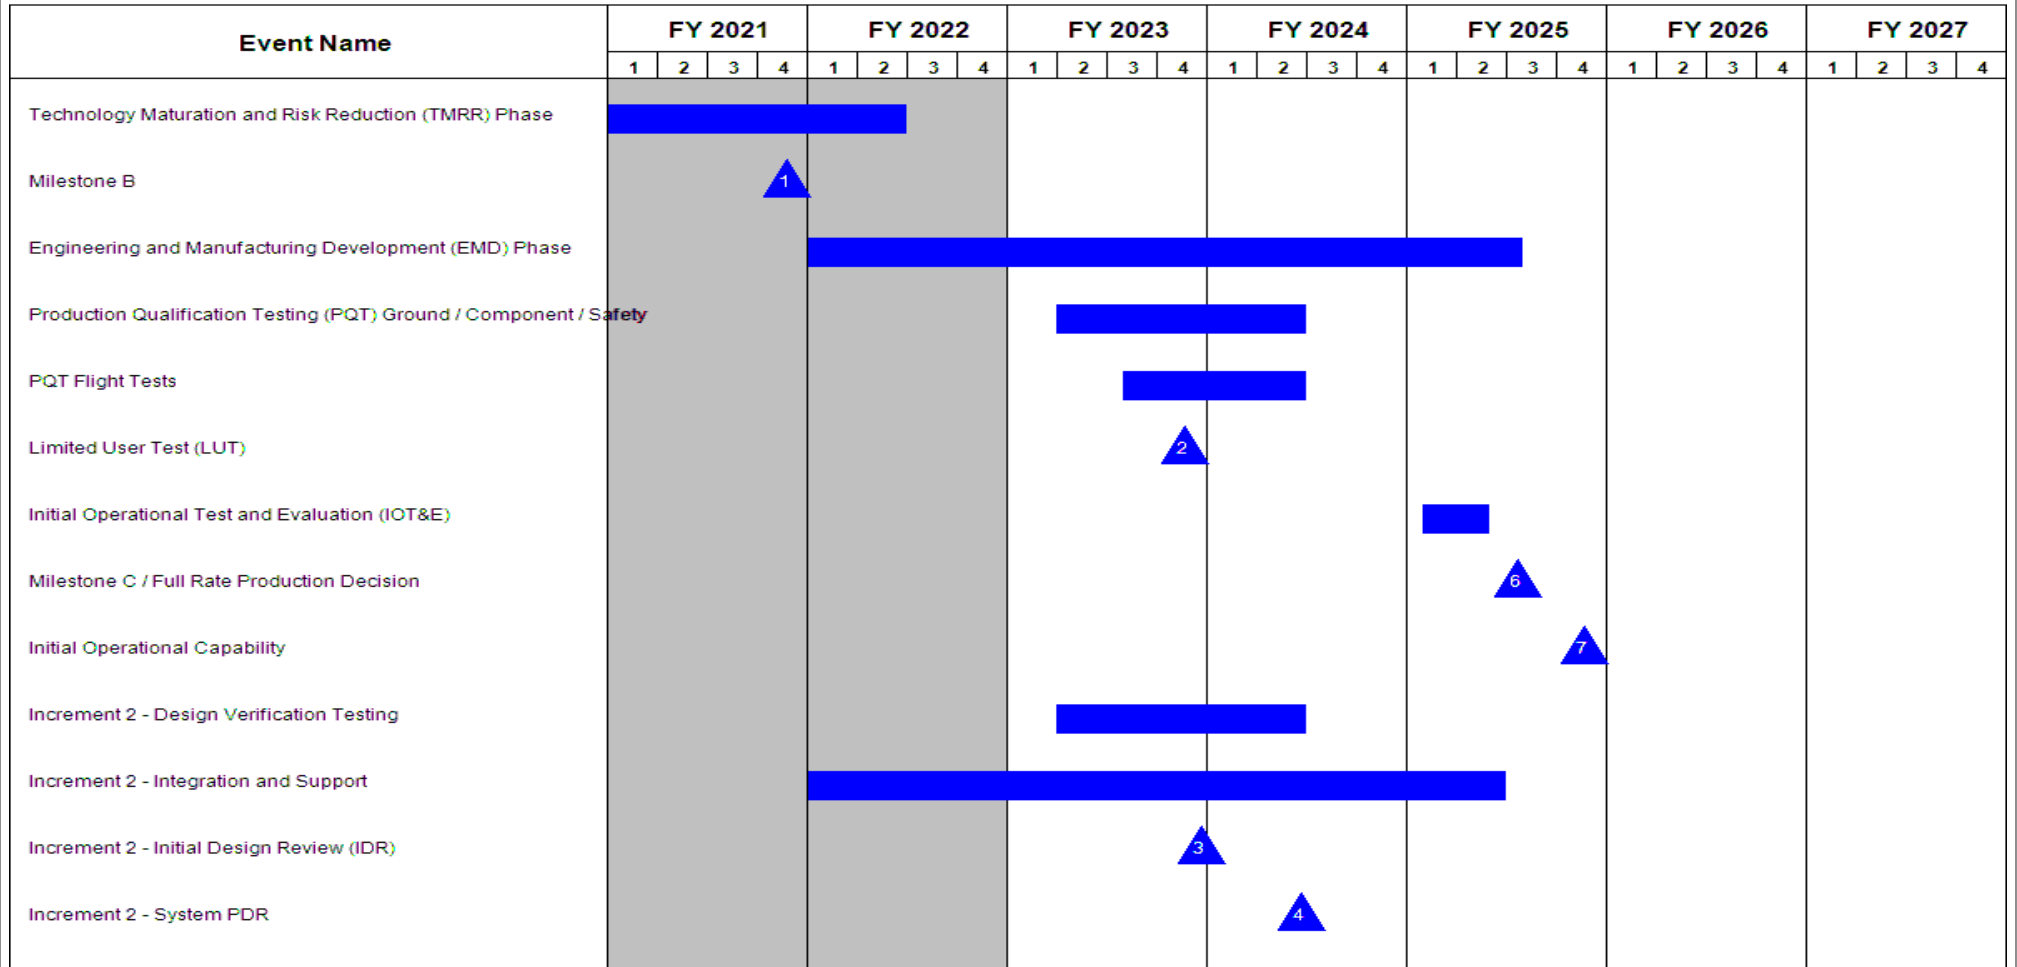 Event Name
FY 2021 FY 2022 FY 2023 FY 2024 FY 2025 FY 2026 FY 2027
1 2 3 4 1 2 3 4 1 2 3 4 1 2 3 4 1 2 3 4 1 2 3 4 1 2 3 4
Technology Maturation and Risk Reduction (TMRR) Phase
Milestone B 1
Engineering and Manufacturing Development (EMD) Phase
Production Qualification Testing (PQT) Ground / Component / Safety
PQT Flight Tests
Limited User Test (LUT) 2
Initial Operational Test and Evaluation (IOT&E)
Milestone C / Full Rate Production Decision 6
Initial Operational Capability 7
Increment 2 - Design Verification Testing
Increment 2 - Integration and Support
Increment 2 - Initial Design Review (IDR) 3
Increment 2 - System PDR 4